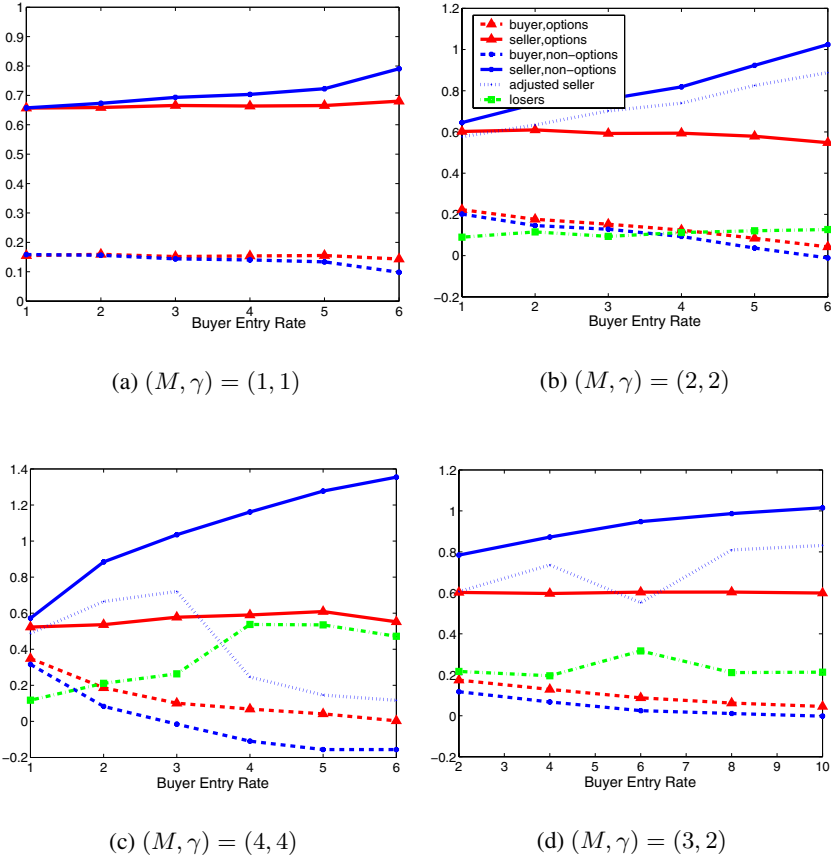 1
0.9
0.8
0.7
0.6
0.5
0.4
0.3
0.2
0.1
0
1 2 3 4 5 6
Buyer Entry Rate
(a) (M, γ) = (1, 1)
1.2
1
0.8
0.6
0.4
0.2
0
−0.2
buyer,options
seller,options
buyer,non−options
seller,non−options
adjusted seller
losers
1 2 3 4 5 6
Buyer Entry Rate
(b) (M, γ) = (2, 2)
1.4
1.2
1
0.8
0.6
0.4
0.2
0
−0.2
1 2 3 4 5 6
Buyer Entry Rate
(c) (M, γ) = (4, 4)
1.2
1
0.8
0.6
0.4
0.2
0
−0.2
2 3 4 5 6 7 8 9 10
Buyer Entry Rate
(d) (M, γ) = (3, 2)